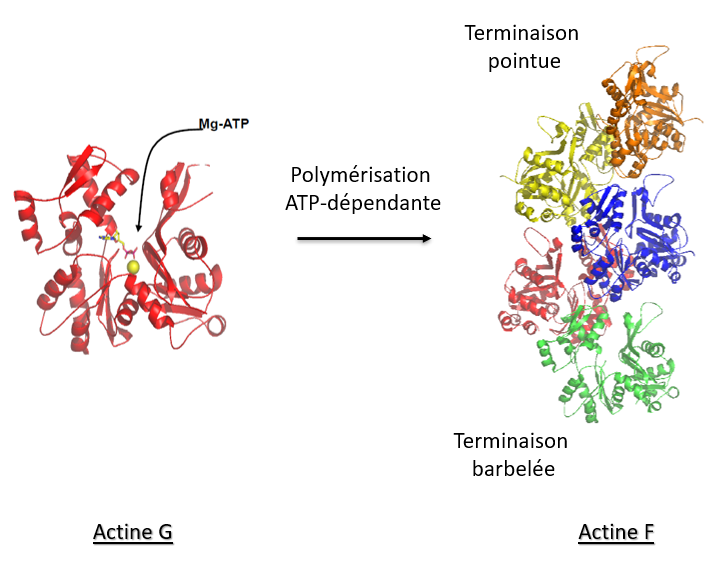 Terminaison
pointue
Mg-ATP
Polymérisation
ATP-dépendante
Terminaison
barbelée
Actine G
Actine F